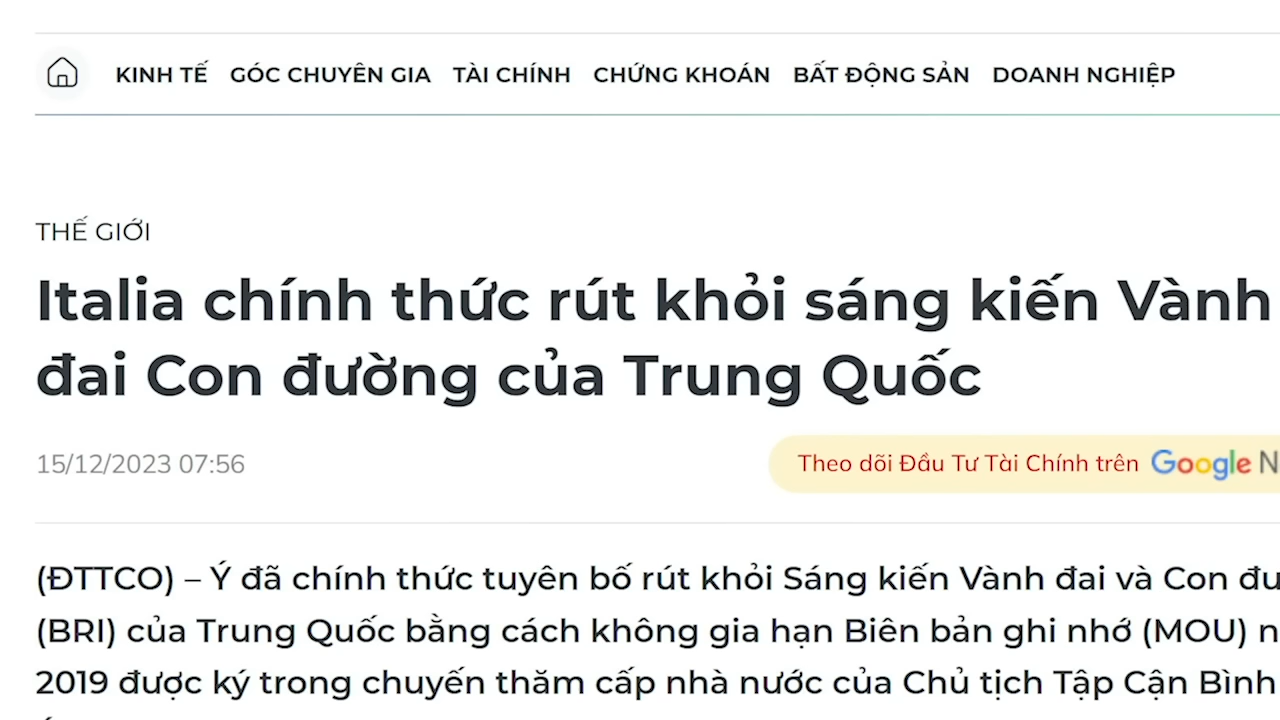 KINH TẾ GÓC CHUYÊN GIA TÀI CHÍNH CHỨNG KHOÁN BẤT ĐỘNG SẢN DOANH NGHIỆP
THẾ GIỚI
Italia chính thức rút khỏi sáng kiến Vành
đai Con đường của Trung Quốc
15/12/2023 07:56
Theo dõi Đầu Tư Tài Chính trên Google
(ĐTTCO) – Ý đã chính thức tuyên bố rút khỏi Sáng kiến Vành đai và Con
(BRI) của Trung Quốc bằng cách không gia hạn Biên bản ghi nhớ (MOU)
2019 được ký trong chuyến thăm cấp nhà nước của Chủ tịch Tập Cận Bình